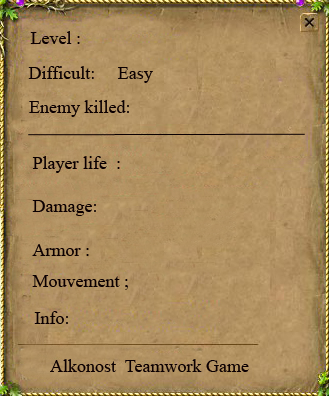 Level :
Difficult: Easy
Enemy killed:
Player life :
Damage:
Armor :
Mouvement ;
Info:
Alkonost Teamwork Game